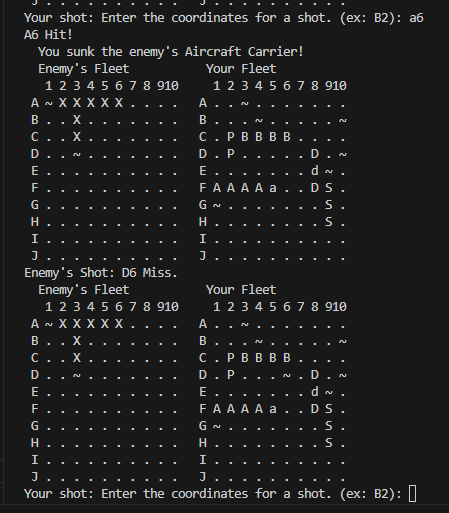 Your shot: Enter the coordinates for a shot. (ex: B2): a6
A6 Hit!
  You sunk the enemy's Aircraft Carrier!
  Enemy's Fleet           Your Fleet
   1 2 3 4 5 6 7 8 910     1 2 3 4 5 6 7 8 910
 A ~ X X X X X . . . .   A . . ~ . . . . . . .
 B . . X . . . . . . .   B . . . ~ . . . . . ~
 C . . X . . . . . . .   C . P B B B B . . . .
 D . . ~ . . . . . . .   D . P . . . . . D . ~
 E . . . . . . . . . .   E . . . . . . . d ~ .
 F . . . . . . . . . .   F A A A A a . . D S .
 G . . . . . . . . . .   G ~ . . . . . . . S .
 H . . . . . . . . . .   H . . . . . . . . S .
 I . . . . . . . . . .   I . . . . . . . . . .
 J . . . . . . . . . .   J . . . . . . . . . .
Enemy's Shot: D6 Miss.
  Enemy's Fleet           Your Fleet
   1 2 3 4 5 6 7 8 910     1 2 3 4 5 6 7 8 910
 A ~ X X X X X . . . .   A . . ~ . . . . . . .
 B . . X . . . . . . .   B . . . ~ . . . . . ~
 C . . X . . . . . . .   C . P B B B B . . . .
 D . . ~ . . . . . . .   D . P . . . ~ . D . ~
 E . . . . . . . . . .   E . . . . . . . d ~ .
 F . . . . . . . . . .   F A A A A a . . D S .
 G . . . . . . . . . .   G ~ . . . . . . . S .
 H . . . . . . . . . .   H . . . . . . . . S .
 I . . . . . . . . . .   I . . . . . . . . . .
 J . . . . . . . . . .   J . . . . . . . . . .
Your shot: Enter the coordinates for a shot. (ex: B2):